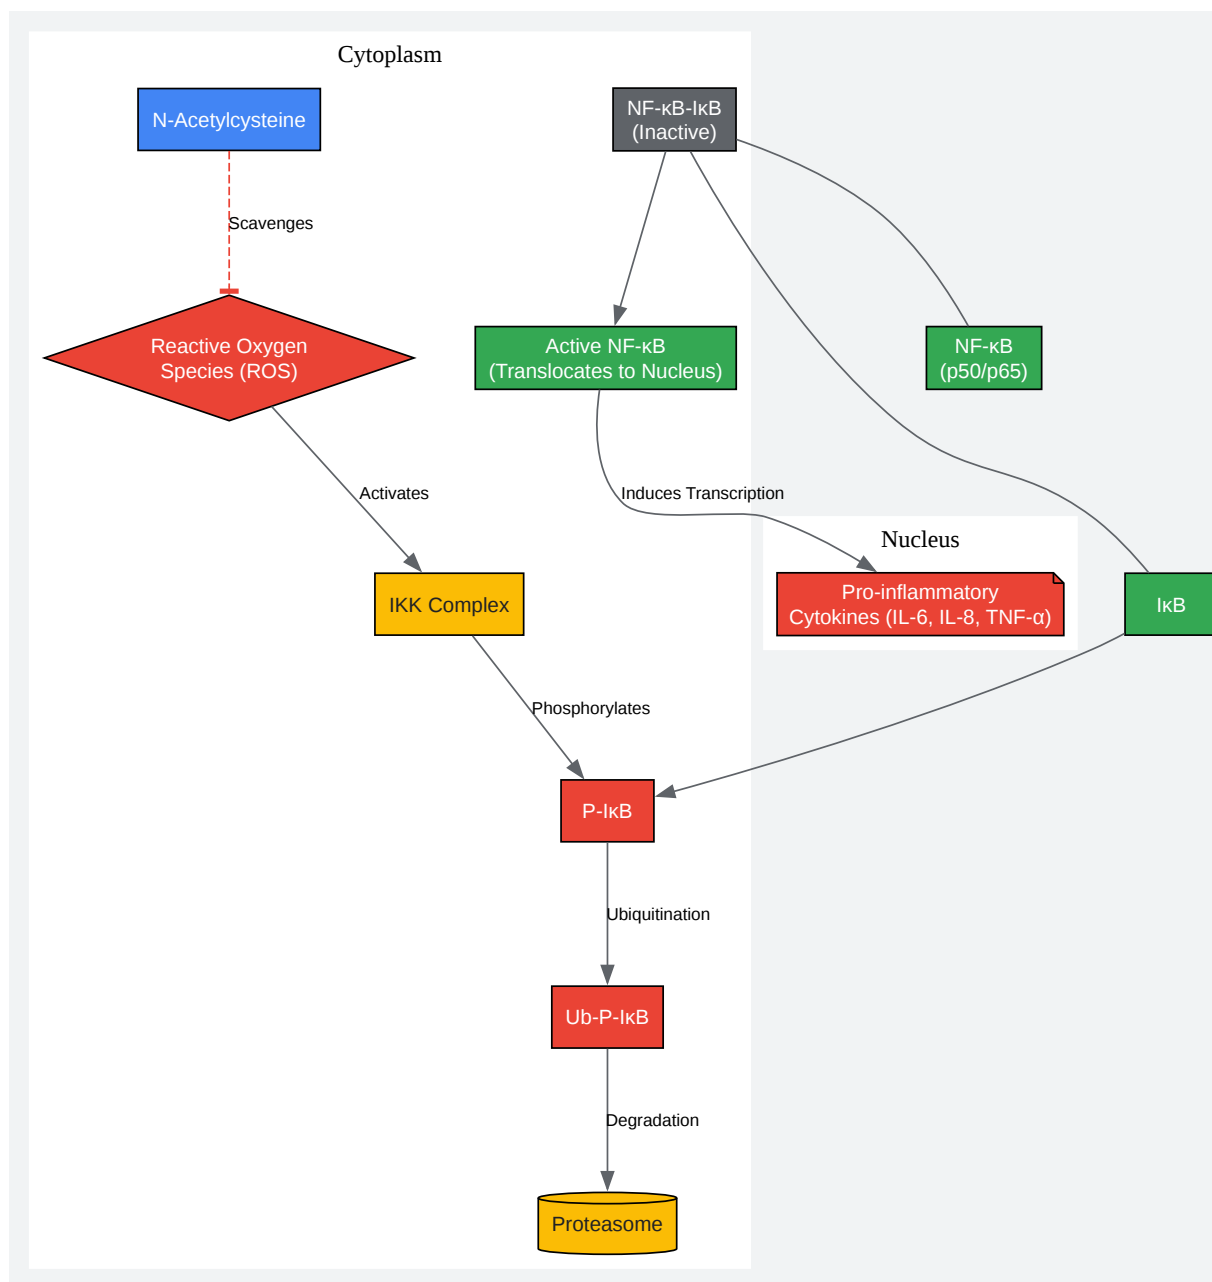 Cytoplasm
N-Acetylcysteine
NF-κB-IκB
(Inactive)
Scavenges
Reactive Oxygen
Species (ROS)
Active NF-κB
(Translocates to Nucleus)
NF-κB
(p50/p65)
Activates
Induces Transcription
Nucleus
IKK Complex
Pro-inflammatory
Cytokines (IL-6, IL-8, TNF-α)
IκB
Phosphorylates
P-IκB
Ubiquitination
Ub-P-IκB
Degradation
Proteasome